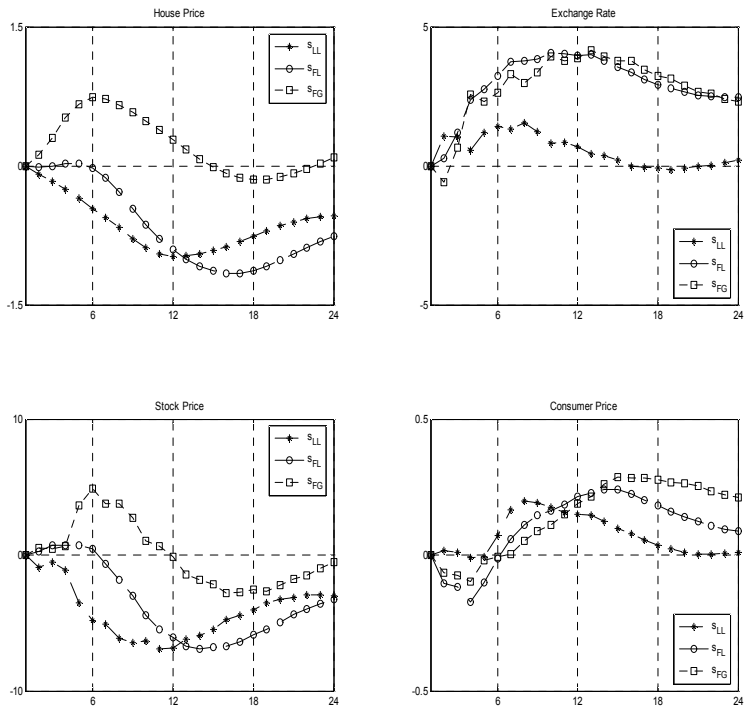 House Price
1.5
0
-1.5
6
12
18
24
s_LL
s_FL
s_FG
Exchange Rate
5
0
-5
6
12
18
24
s_LL
s_FL
s_FG
Stock Price
10
0
-10
6
12
18
24
s_LL
s_FL
s_FG
Consumer Price
0.5
0
-0.5
6
12
18
24
s_LL
s_FL
s_FG